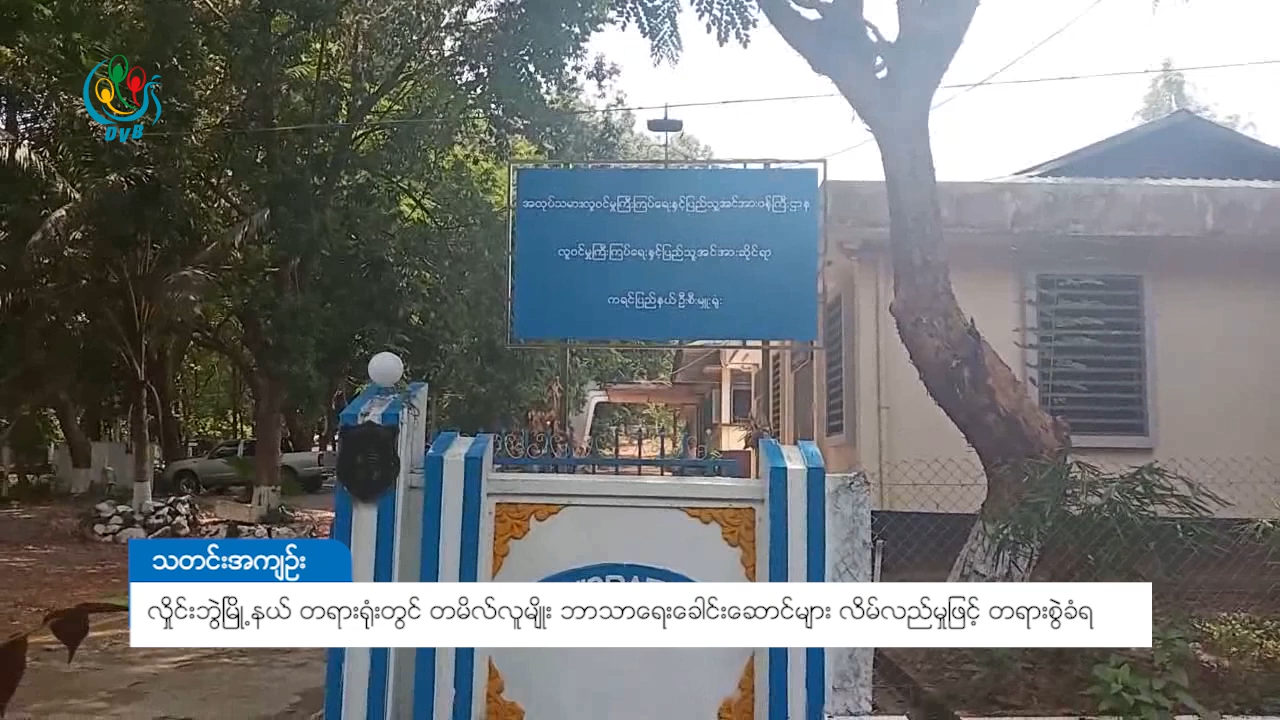 DVB
အလုပ်သမားလူဝင်မှုကြီးကြပ်ရေးနှင့်ပြည်သူ့အင်အားဝန်ကြီးဌာန
လူဝင်မှုကြီးကြပ်ရေးနှင့်ပြည်သူ့အင်အားဆိုင်ရာ
ကရင်ပြည်နယ်ဦးစီးမှူးရုံး
သတင်းအကျဉ်း
လှိုင်းဘွဲမြို့နယ် တရားရုံးတွင် တမိလ်လူမျိုး ဘာသာရေးခေါင်းဆောင်များ လိမ်လည်မှုဖြင့် တရားစွဲခံရ